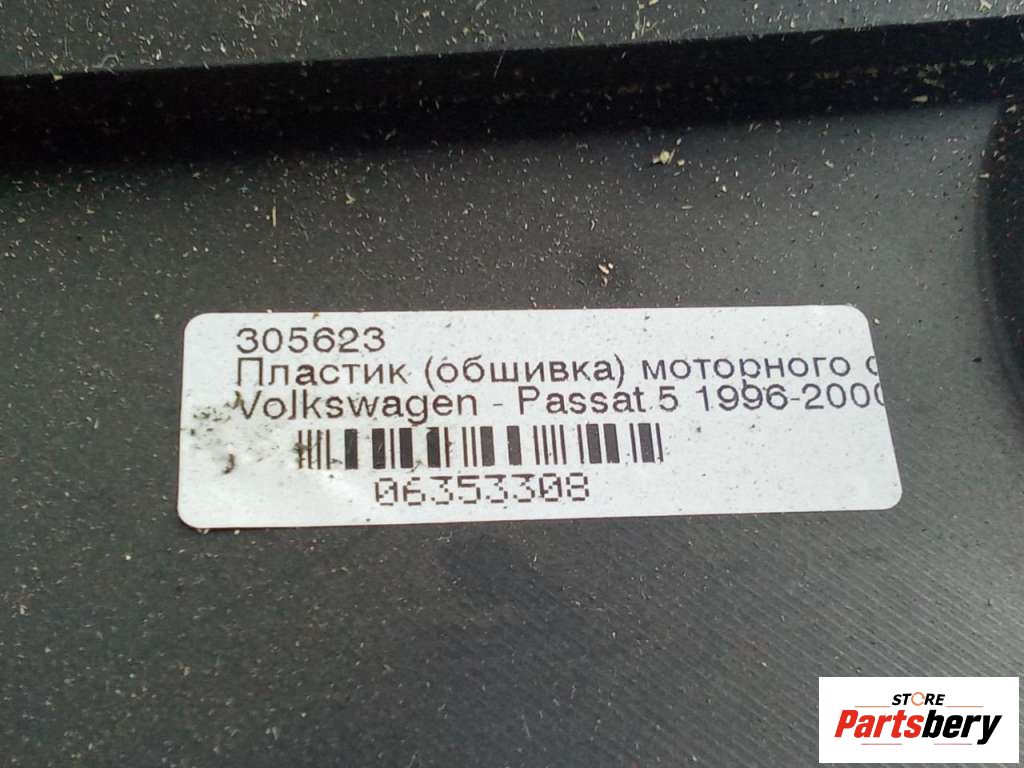 305623
Пластик (обшивка) моторного
Volkswagen - Passat 5 1996-2000
06353308
STORE
Partsbery